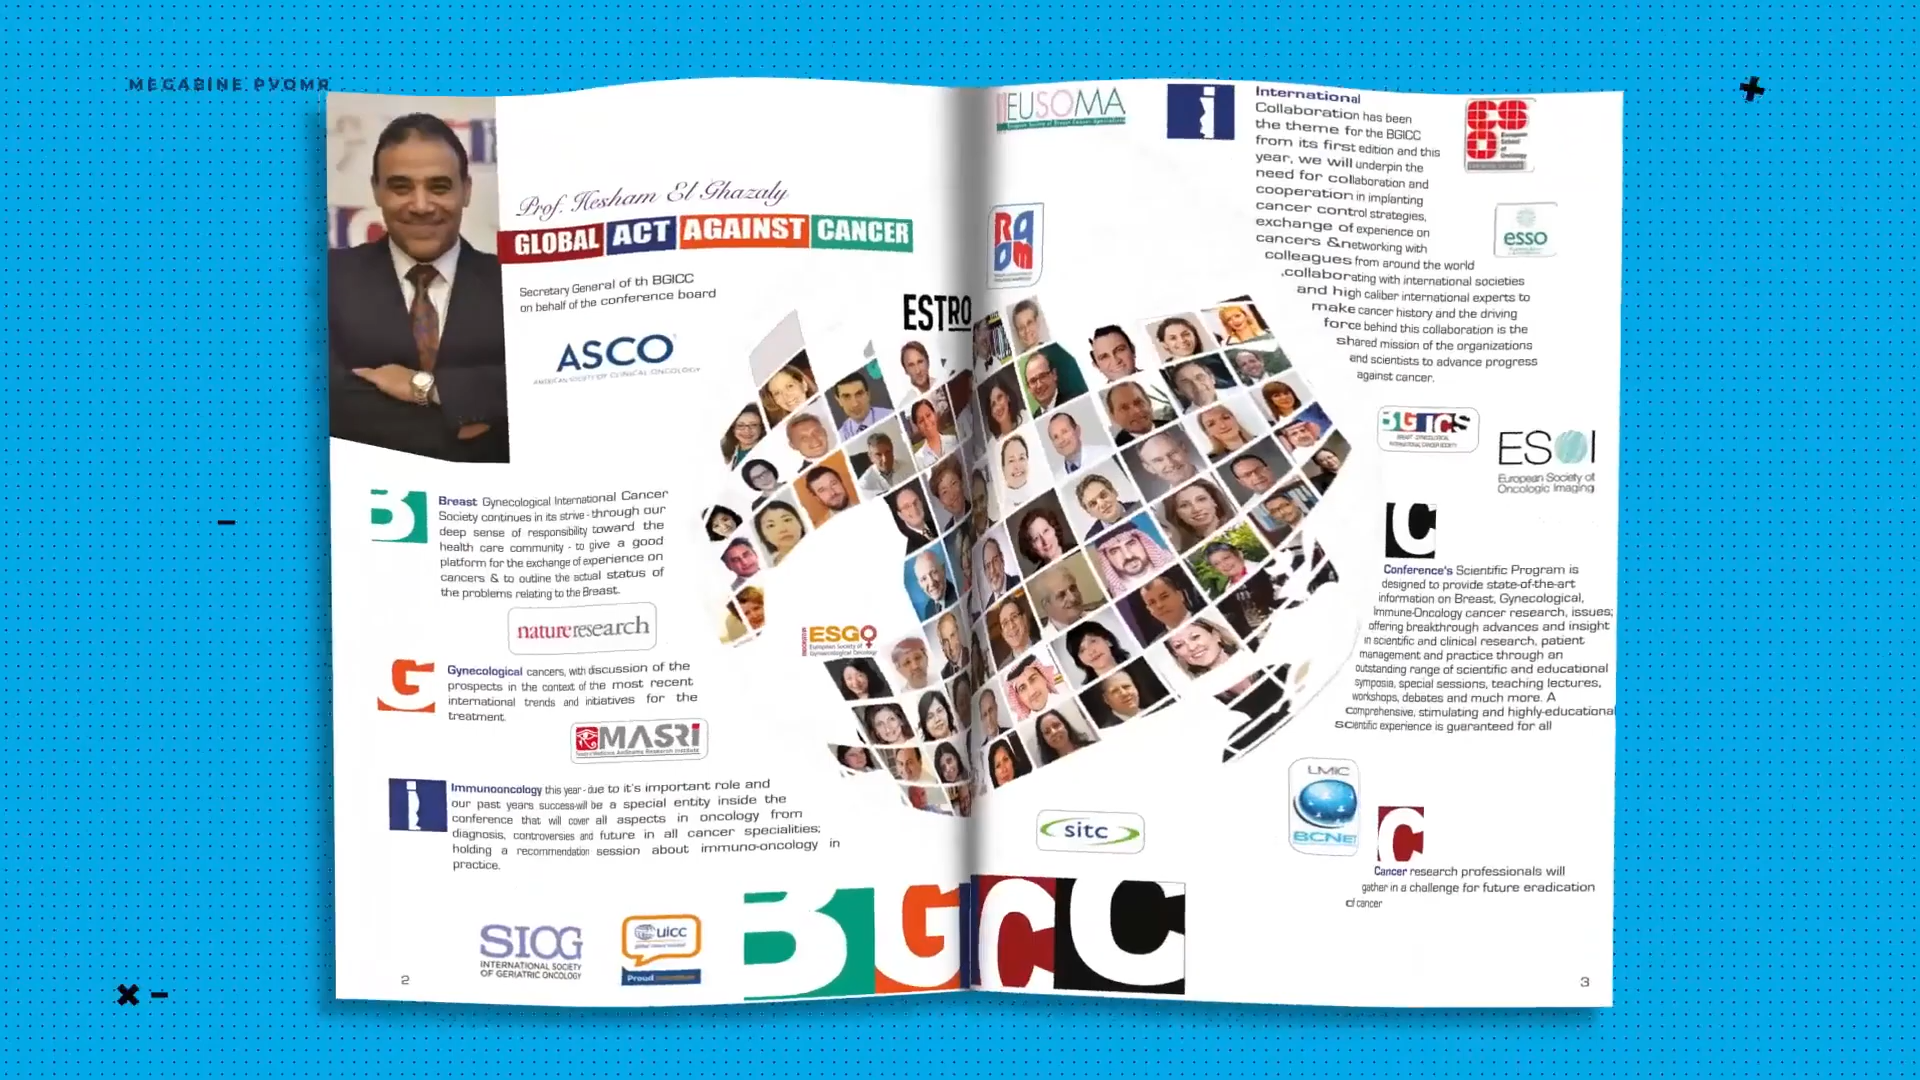 MEGABINE PVOMR
Prof. Hesham El Ghazaly
GLOBAL ACT AGAINST CANCER
Secretary General of th BGICC
on behalf of the conference board
ASCO
AMERICAN SOCIETY OF CLINICAL ONCOLOGY
ESTRO
B
Breast Gynecological International Cancer
Society continues in its strive - through our
deep sense of responsibility toward the
health care community - to give a good
platform for the exchange of experience on
cancers & to outline the actual status of
the problems relating to the Breast.
natureresearch
G
Gynecological cancers, with discussion of the
prospects in the context of the most recent
international trends and intiatives for the
treatment.
MASRI
ESGO
European Society of
Gynaecological Oncology
i
Immunooncology this year - due to it's important role and
our past years success-will be a special entity inside the
conference that will cover all aspects in oncology from
diagnosis, controversies and future in all cancer specialities;
holding a recommendation session about immuno-oncology in
practice.
SIOG
INTERNATIONAL SOCIETY
OF GERIATRIC ONCOLOGY
uicc
Proud
BGICC
2
EUSOMA
i
International
Collaboration has been
the theme for the BGICC
from its first edition and this
year, we will underpin the
need for collaboration and
cooperation in implanting
cancer control strategies,
exchange of experience on
cancers &networking with
colleagues from around the world
,collaborating with international societies
and high caliber international experts to
make cancer history and the driving
force behind this collaboration is the
shared mission of the organizations
and scientists to advance progress
against cancer.
European
School
of
Oncology
esso
BGICS
ESOI
European Society of
Oncologic Imaging
C
Conference's Scientific Program is
designed to provide state-of-the-art
information on Breast, Gynecological,
Immune-Oncology cancer research, issues;
offering breakthrough advances and insight
in scientific and clinical research, patient
management and practice through an
outstanding range of scientific and educational
symposia, special sessions, teaching lectures,
workshops, debates and much more. A
comprehensive, stimulating and highly-educational
scientific experience is guaranteed for all
sitc
LMIC
BCNet
C
Cancer research professionals will
gather in a challenge for future eradication
of cancer
3